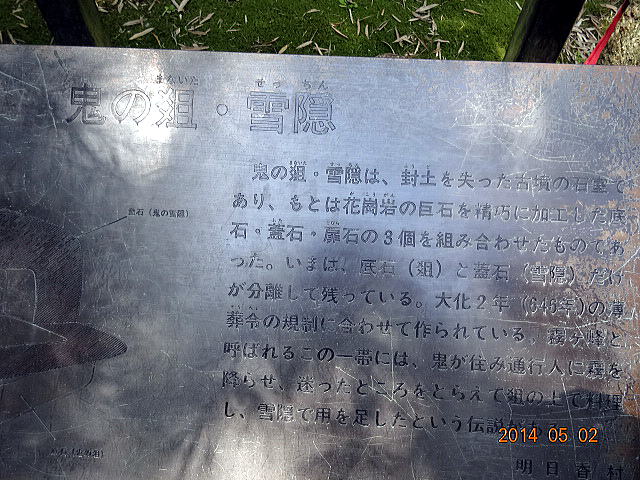 鬼の俎・雪隠
まないた せっちん
鬼の俎・雪隠は、封土を失った古墳の石室で
あり、もとは花崗岩の巨石を精巧に加工した底
石・蓋石・扉石の3個を組み合わせたものであ
った。いまは、底石(俎)と蓋石(雪隠)だけ
が分離して残っている。大化2年(646年)の薄
葬令の規制に合わせて作られている。霧ケ峰と
呼ばれるこの一帯には、鬼が住み通行人に霧を
降らせ、迷ったところをとらえて俎の上で料理
し、雪隠で用を足したという伝説がある。
明日香村
蓋石(鬼の雪隠)
底石(鬼の俎)
2014 05 02